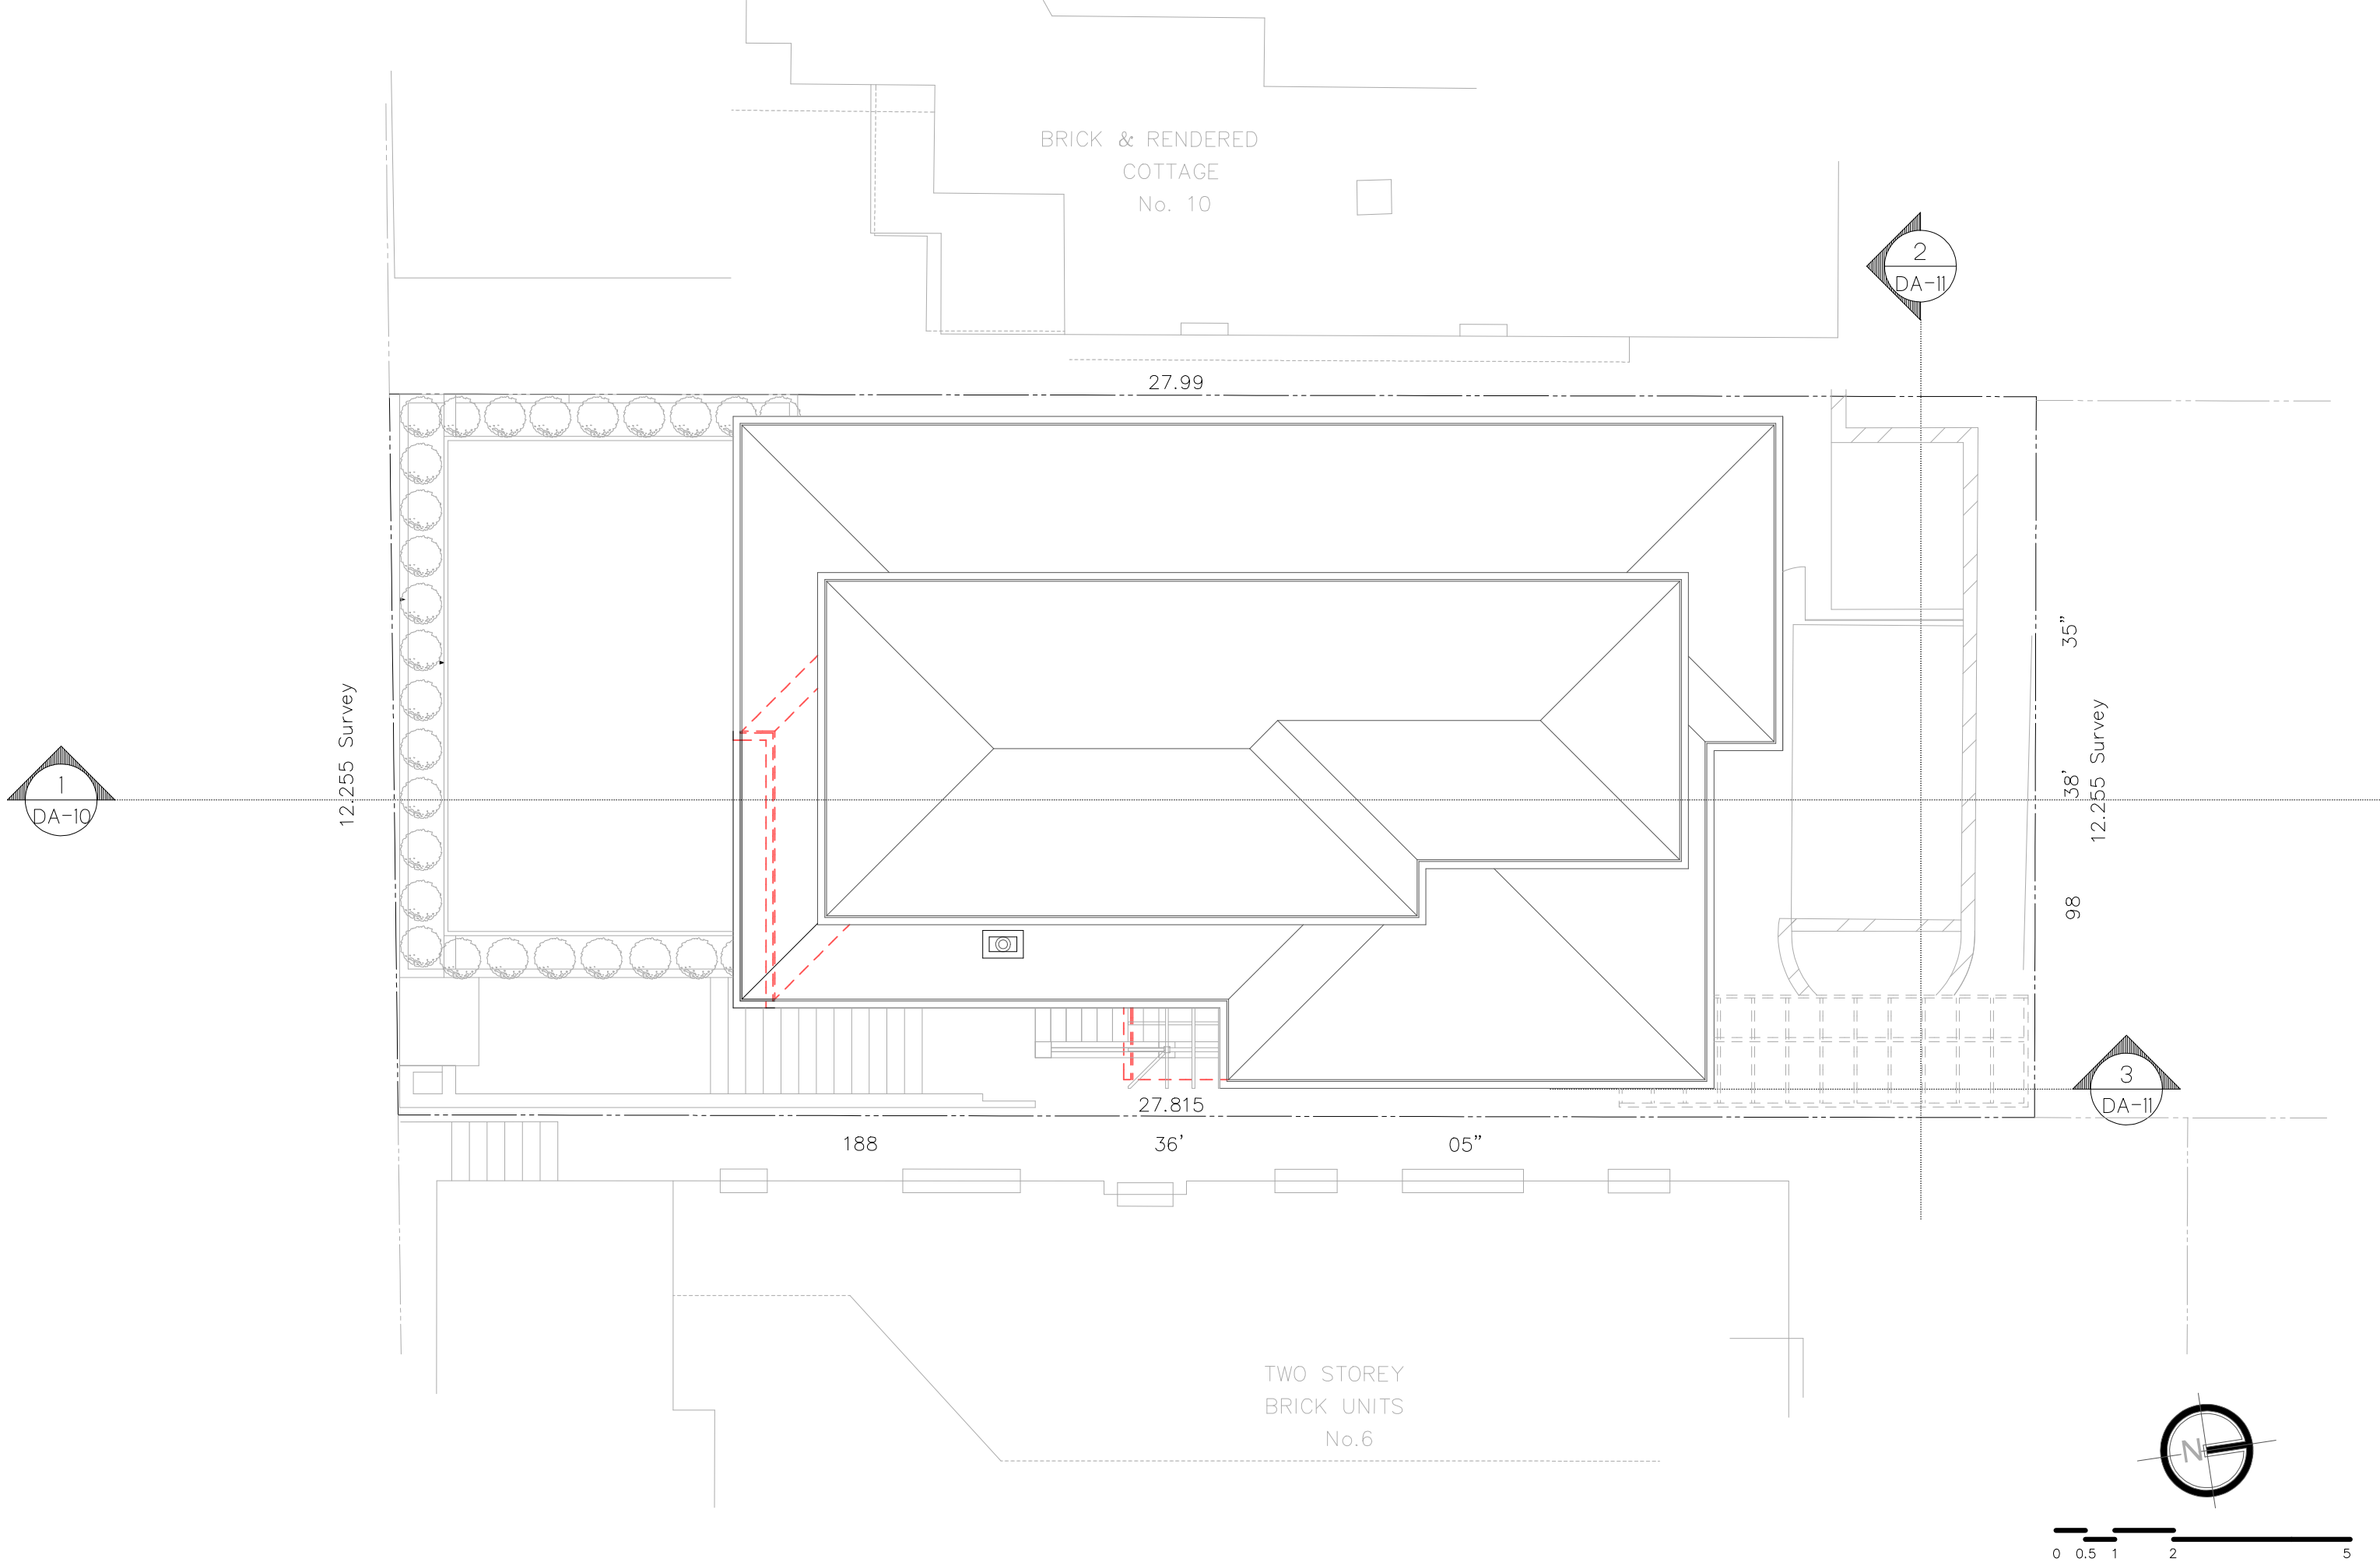 BRICK & RENDERED
COTTAGE
No. 10
2
DA-11
27.99
35"
12.255 Survey
12.255 Survey
38'
1
DA-10
98
3
DA-11
27.815
188
36'
05"
TWO STOREY
BRICK UNITS
No.6
N
0 0.5 1 2 5